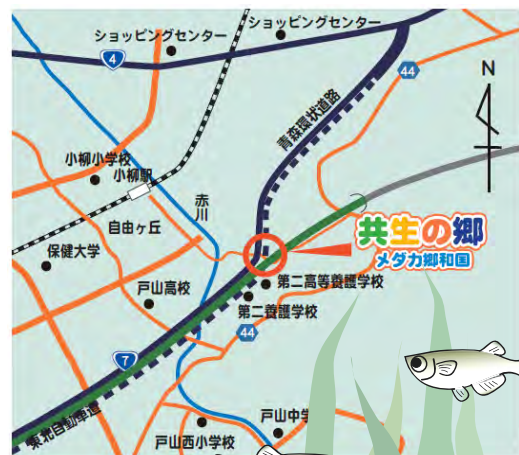 ショッピングセンター
ショッピングセンター
4
44
N
青森環状道路
小柳小学校
小柳駅
赤川
自由ヶ丘
保健大学
共生の郷
メダカ郷和国
戸山高校
第二高等養護学校
第二養護学校
44
7
東北自動車道
戸山中学
戸山西小学校